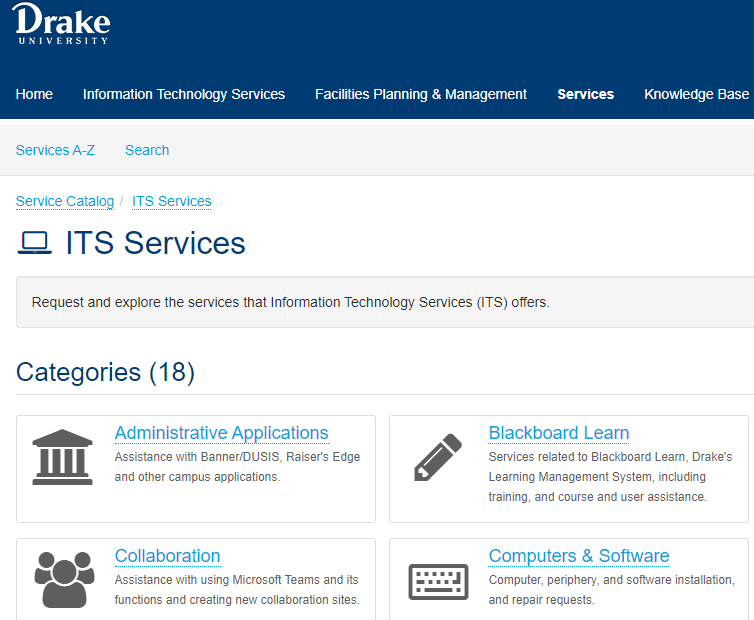 Drake
UNIVERSITY
Home Information Technology Services Facilities Planning & Management Services Knowledge Base
Services A-Z Search
Service Catalog / ITS Services
ITS Services
Request and explore the services that Information Technology Services (ITS) offers.
Categories (18)
Administrative Applications
Assistance with Banner/DUSIS, Raiser's Edge
and other campus applications.
Blackboard Learn
Services related to Blackboard Learn, Drake's
Learning Management System, including
training, and course and user assistance.
Collaboration
Assistance with using Microsoft Teams and its
functions and creating new collaboration sites.
Computers & Software
Computer, periphery, and software installation,
and repair requests.